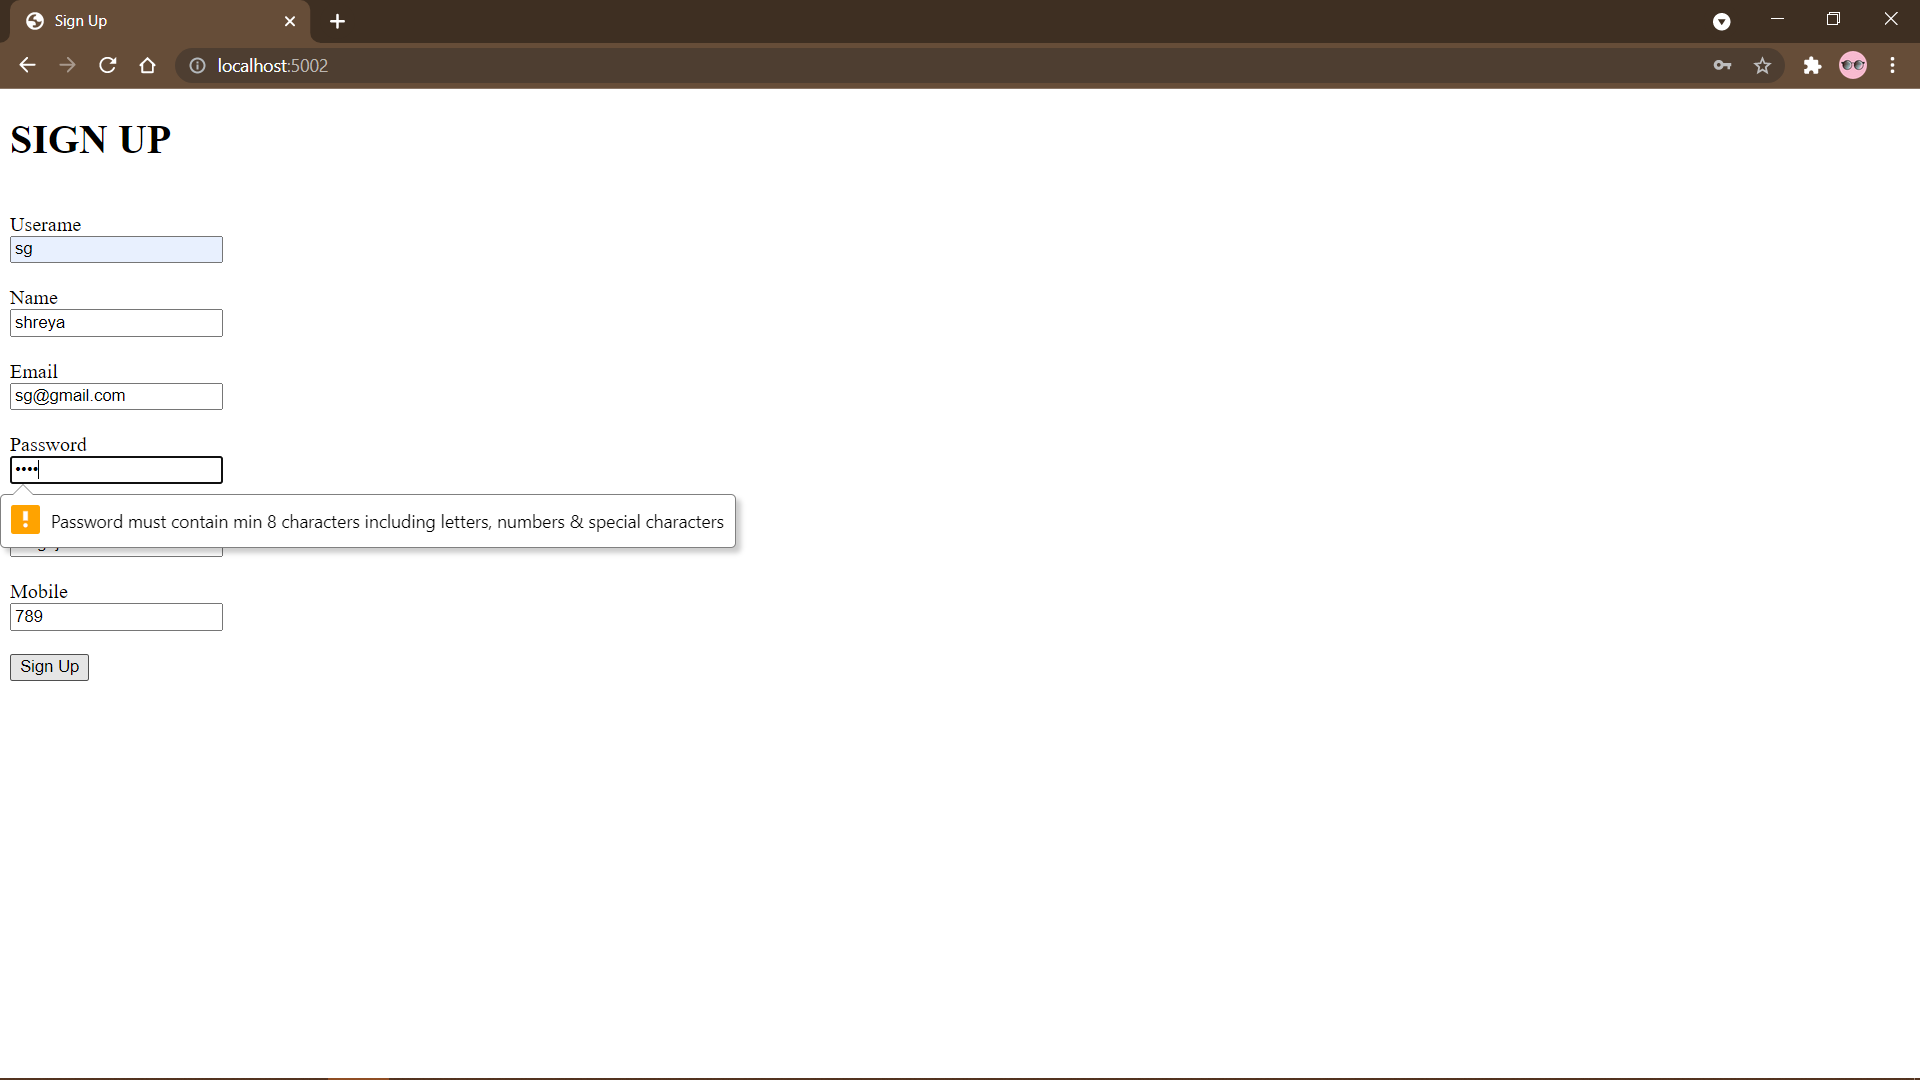 Sign Up
localhost:5002
SIGN UP
Userame
sg
Name
shreya
Email
sg@gmail.com
Password
••••
Password must contain min 8 characters including letters, numbers & special characters
Mobile
789
Sign Up